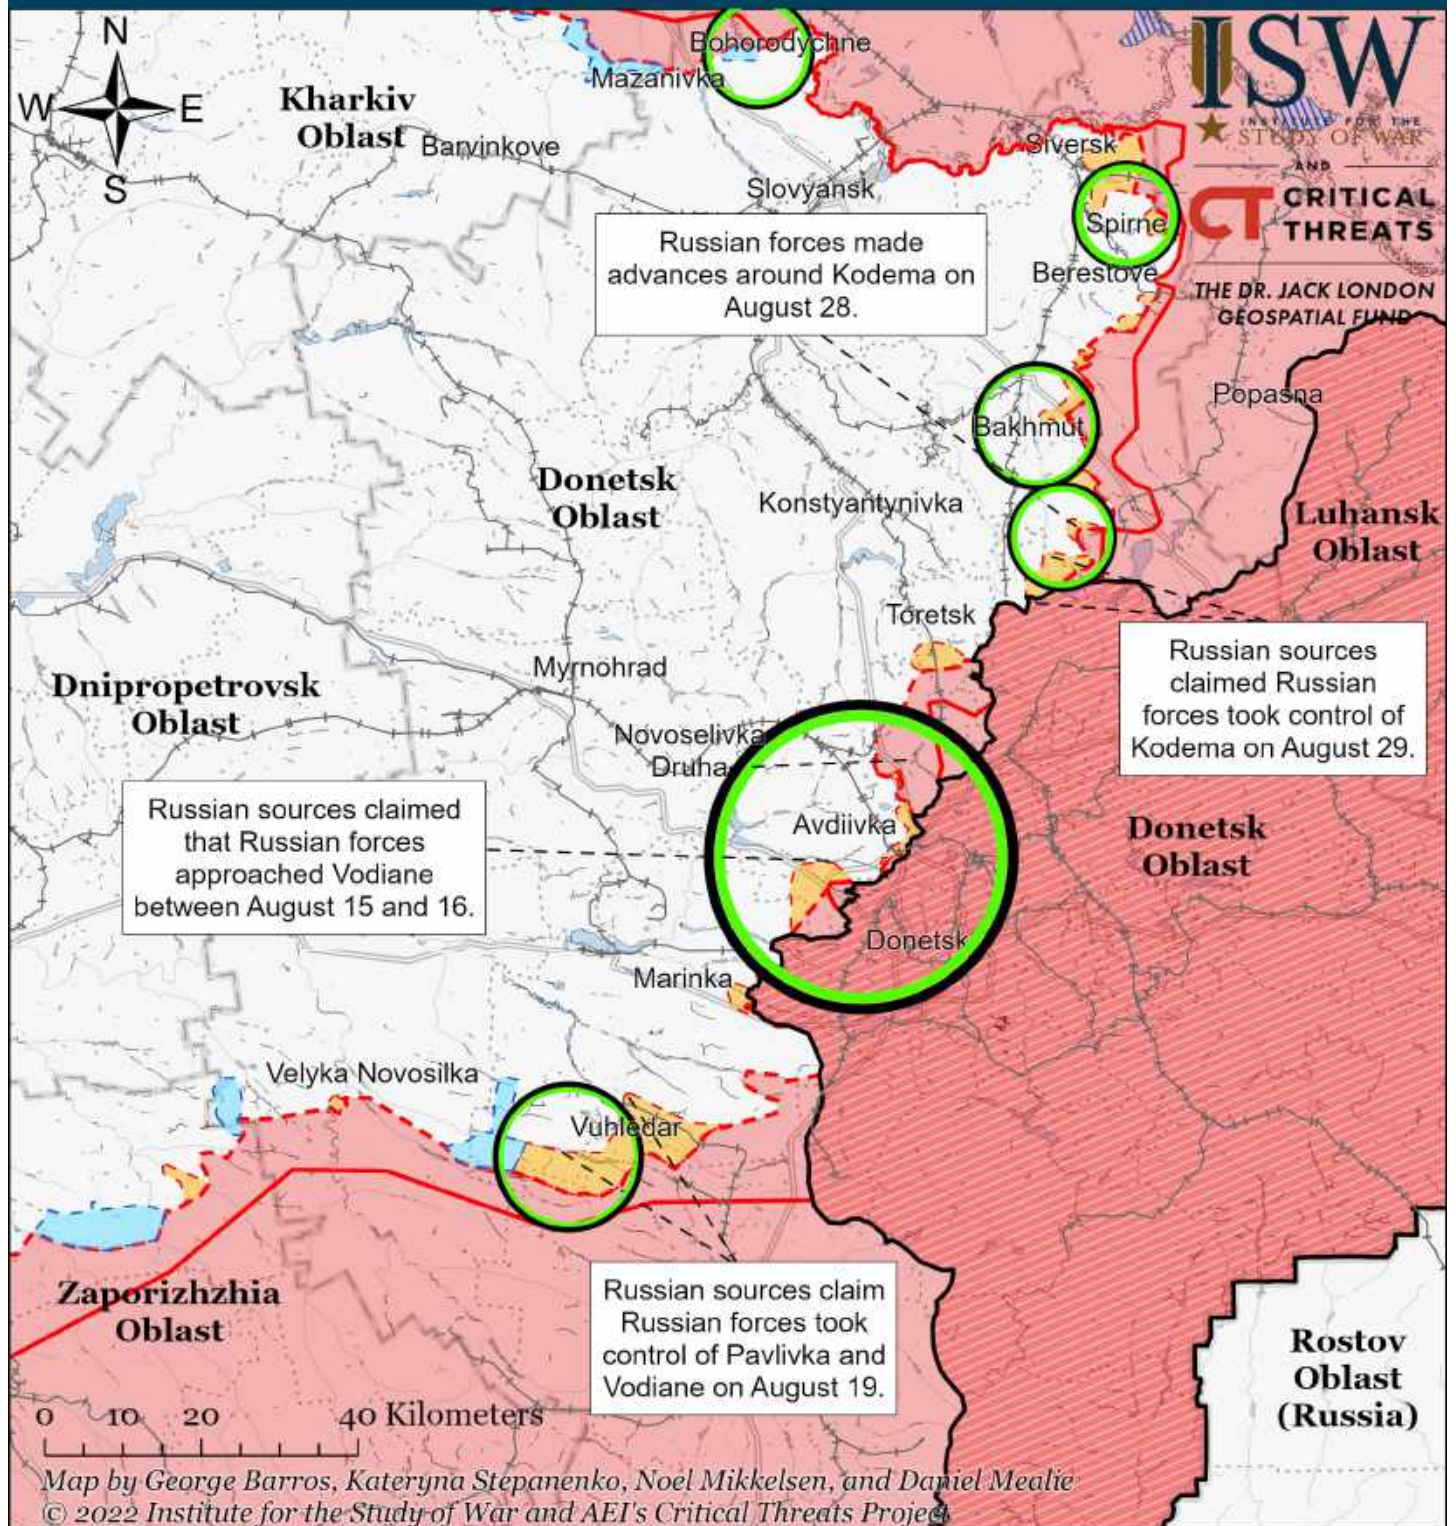 N
W
E
S
Kharkiv
Oblast
Bohorodychne
Mazanivka
Barvinkove
Slovyansk
Siversk
Spirne
Berestove
ISW
INSTITUTE FOR THE
STUDY OF WAR
AND
CT CRITICAL
THREATS
THE DR. JACK LONDON
GEOSPATIAL FUND
Russian forces made
advances around Kodema on
August 28.
Popasna
Bakhmut
Donetsk
Oblast
Konstyantynivka
Luhansk
Oblast
Toretsk
Russian sources
claimed Russian
forces took control of
Kodema on August 29.
Dnipropetrovsk
Oblast
Myrnohrad
Novoselivka
Druha
Avdiivka
Russian sources claimed
that Russian forces
approached Vodiane
between August 15 and 16.
Donetsk
Oblast
Donetsk
Marinka
Velyka Novosilka
Vuhledar
Zaporizhzhia
Oblast
Russian sources claim
Russian forces took
control of Pavlivka and
Vodiane on August 19.
Rostov
Oblast
(Russia)
0 10 20 40 Kilometers
Map by George Barros, Kateryna Stepanenko, Noel Mikkelsen, and Daniel Mealie
© 2022 Institute for the Study of War and AEI's Critical Threats Project